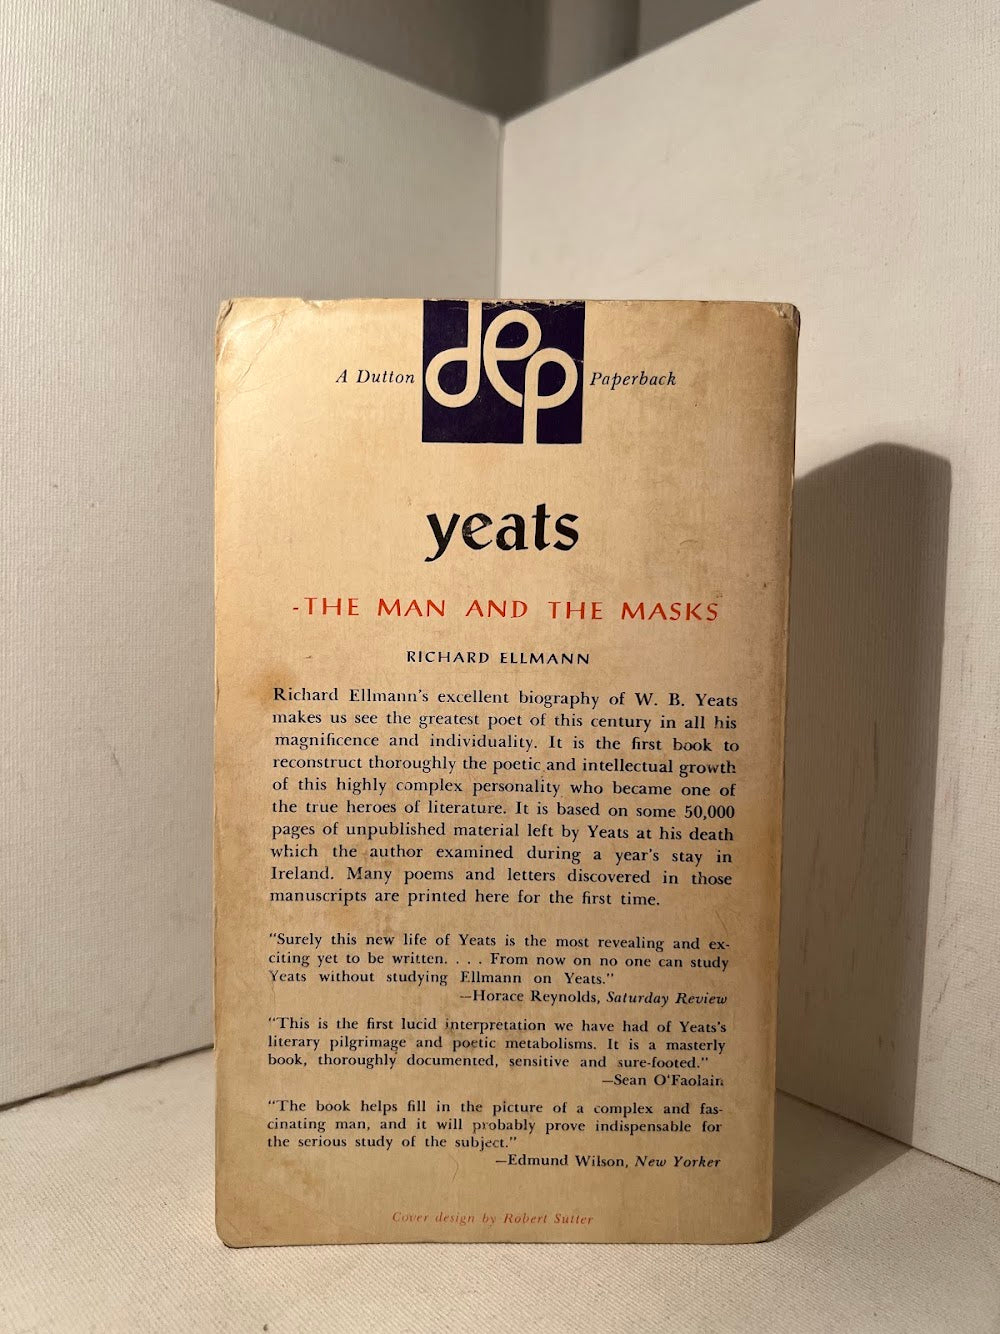 A Dutton dep Paperback
yeats
-THE MAN AND THE MASKS
RICHARD ELLMANN
Richard Ellmann's excellent biography of W. B. Yeats
makes us see the greatest poet of this century in all his
magnificence and individuality. It is the first book to
reconstruct thoroughly the poetic and intellectual growth
of this highly complex personality who became one of
the true heroes of literature. It is based on some 50,000
pages of unpublished material left by Yeats at his death
which the author examined during a year's stay in
Ireland. Many poems and letters discovered in those
manuscripts are printed here for the first time.
"Surely this new life of Yeats is the most revealing and ex-
citing yet to be written. . . . From now on no one can study
Yeats without studying Ellmann on Yeats."
—Horace Reynolds, Saturday Review
"This is the first lucid interpretation we have had of Yeats's
literary pilgrimage and poetic metabolisms. It is a masterly
book, thoroughly documented, sensitive and sure-footed."
—Sean O'Faolain
"The book helps fill in the picture of a complex and fas-
cinating man, and it will probably prove indispensable for
the serious study of the subject."
—Edmund Wilson, New Yorker
Cover design by Robert Sutter